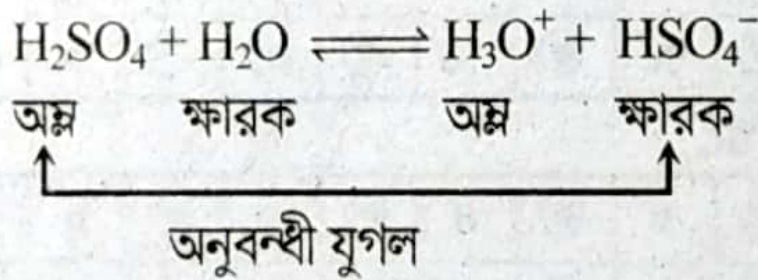 H₂SO₄ + H₂O ⇌ H₃O⁺ + HSO₄⁻
অম্ল ক্ষারক অম্ল ক্ষারক
অনুবন্ধী যুগল